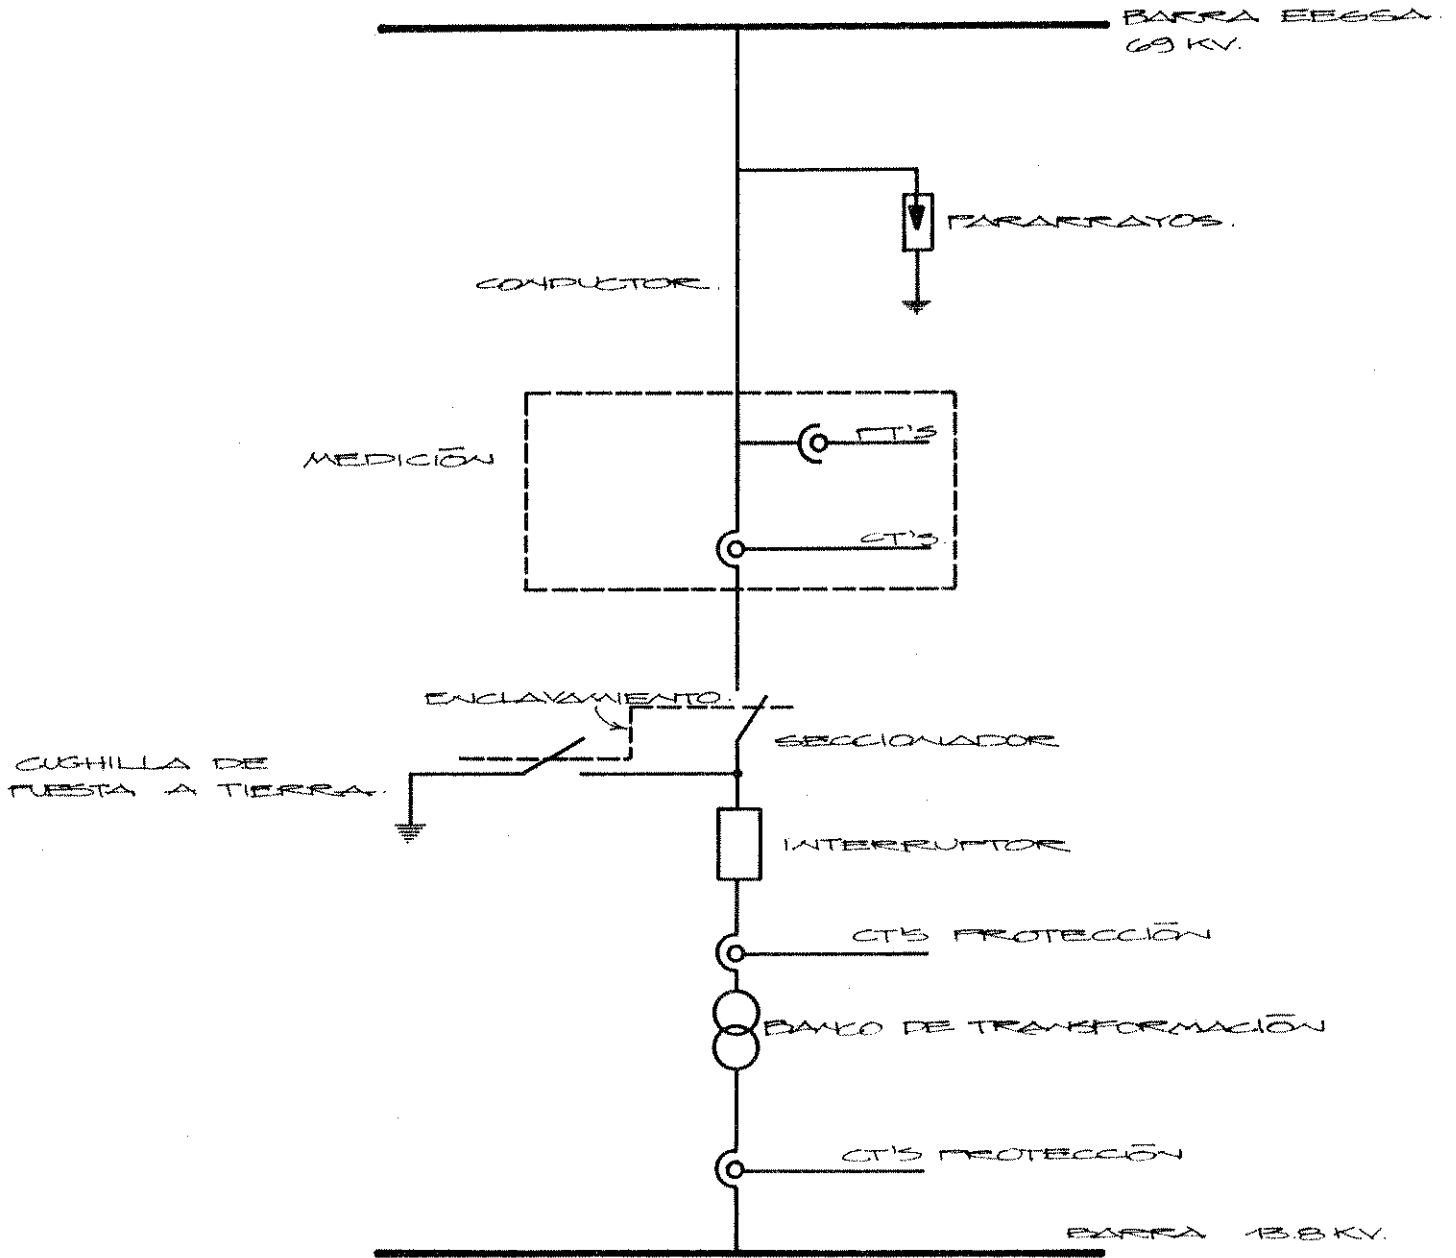 BARRA EEGSA.
69 KV.
PARARRAYOS.
CONDUCTOR.
PT'S
MEDICIÓN
CT'S.
ENCLAVAMIENTO.
SECCIONADOR
CUCHILLA DE
PUESTA A TIERRA.
INTERRUPTOR
CT'S PROTECCIÓN
BANCO DE TRANSFORMACIÓN
CT'S PROTECCIÓN
BARRA 13.8 KV.